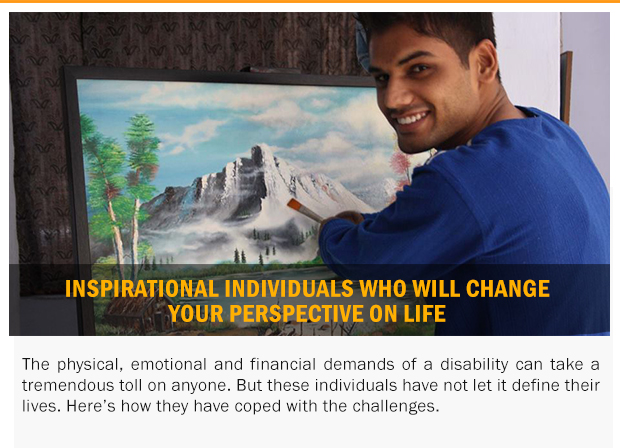 INSPIRATIONAL INDIVIDUALS WHO WILL CHANGE
YOUR PERSPECTIVE ON LIFE
The physical, emotional and financial demands of a disability can take a
tremendous toll on anyone. But these individuals have not let it define their
lives. Here’s how they have coped with the challenges.